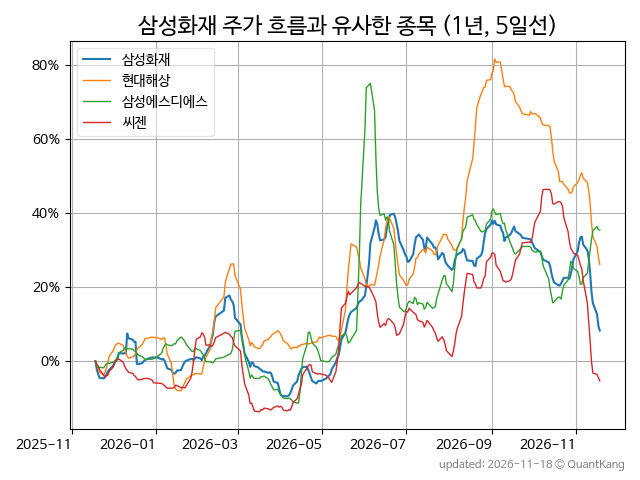 삼성화재 주가 흐름과 유사한 종목 (1년, 5일선)
삼성화재
현대해상
삼성에스디에스
씨젠
80%
60%
40%
20%
0%
2025-11 2026-01 2026-03 2026-05 2026-07 2026-09 2026-11
updated: 2026-11-18 © QuantKang